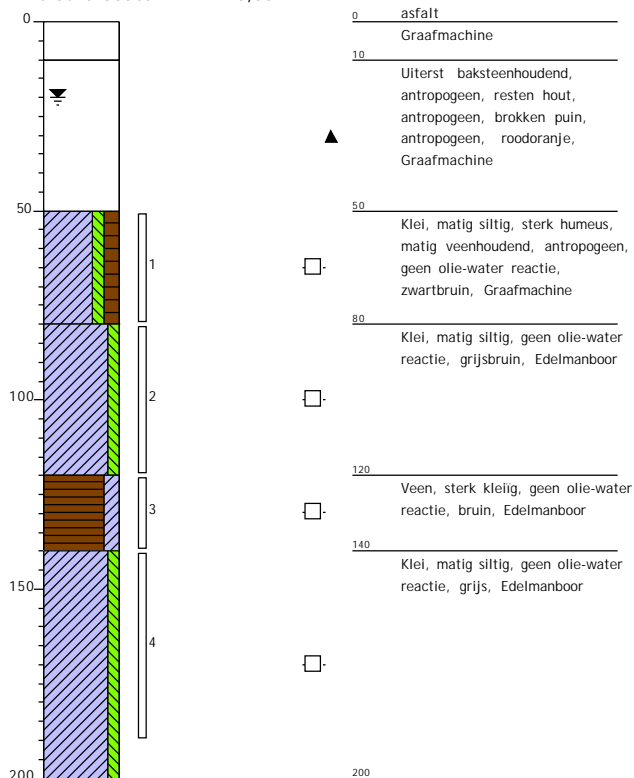 0
50
100
150
200
1
2
3
4
0
asfalt
Graafmachine
10
Uiterst baksteenhoudend,
antropogeen, resten hout,
antropogeen, brokken puin,
antropogeen, roodoranje,
Graafmachine
50
Klei, matig siltig, sterk humeus,
matig veenhoudend, antropogeen,
geen olie-water reactie,
zwartbruin, Graafmachine
80
Klei, matig siltig, geen olie-water
reactie, grijsbruin, Edelmanboor
120
Veen, sterk kleiïg, geen olie-water
reactie, bruin, Edelmanboor
140
Klei, matig siltig, geen olie-water
reactie, grijs, Edelmanboor
200